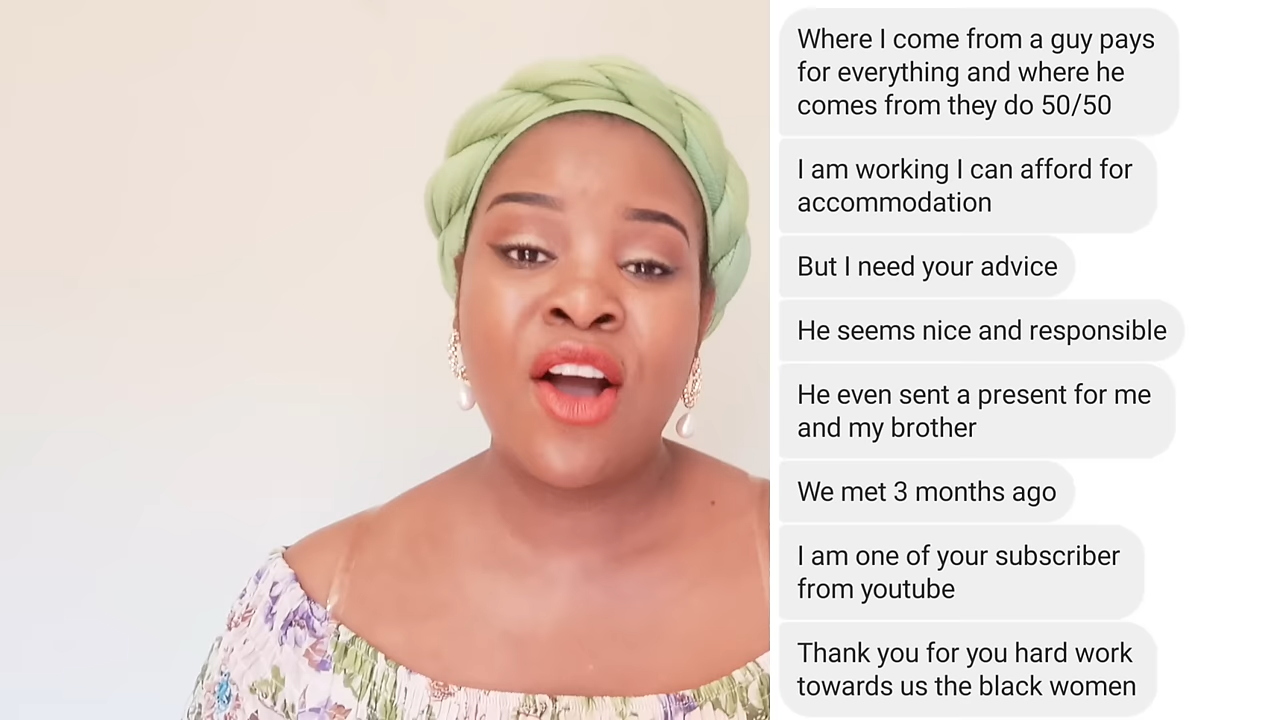 Where I come from a guy pays
for everything and where he
comes from they do 50/50
I am working I can afford for
accommodation
But I need your advice
He seems nice and responsible
He even sent a present for me
and my brother
We met 3 months ago
I am one of your subscriber
from youtube
Thank you for you hard work
towards us the black women